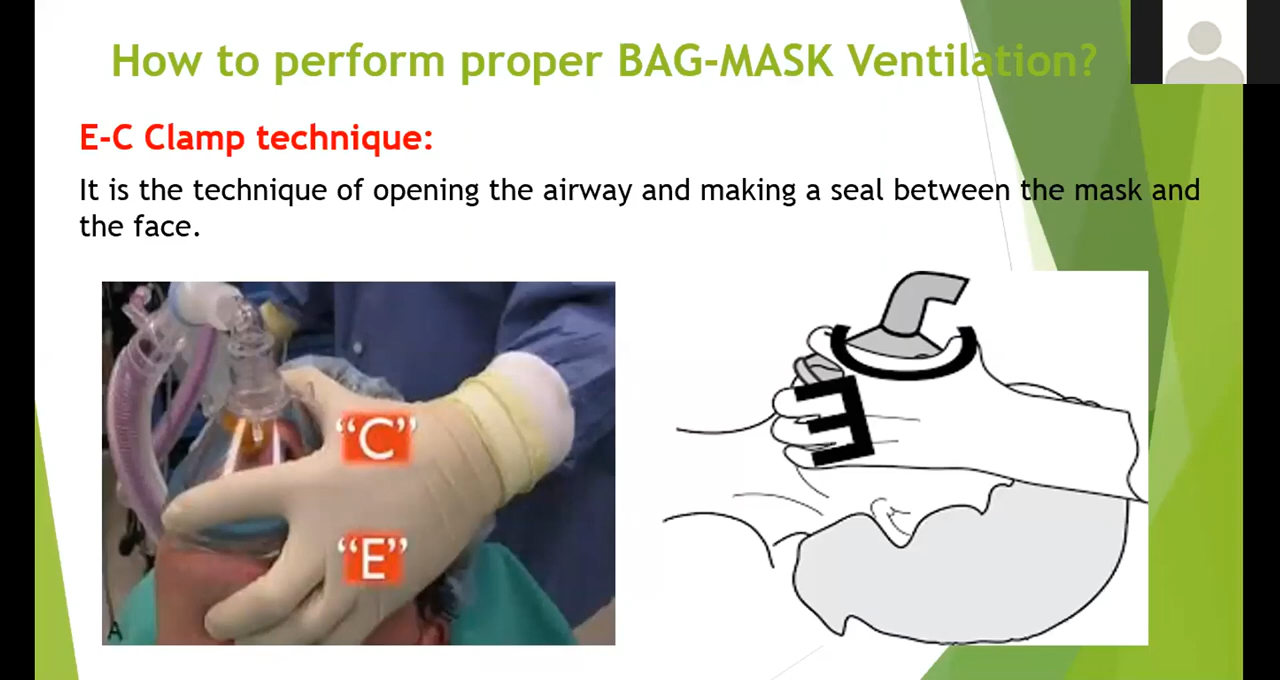 How to perform proper BAG-MASK Ventilation?
E-C Clamp technique:
It is the technique of opening the airway and making a seal between the mask and
the face.
“C”
“E”
A
E